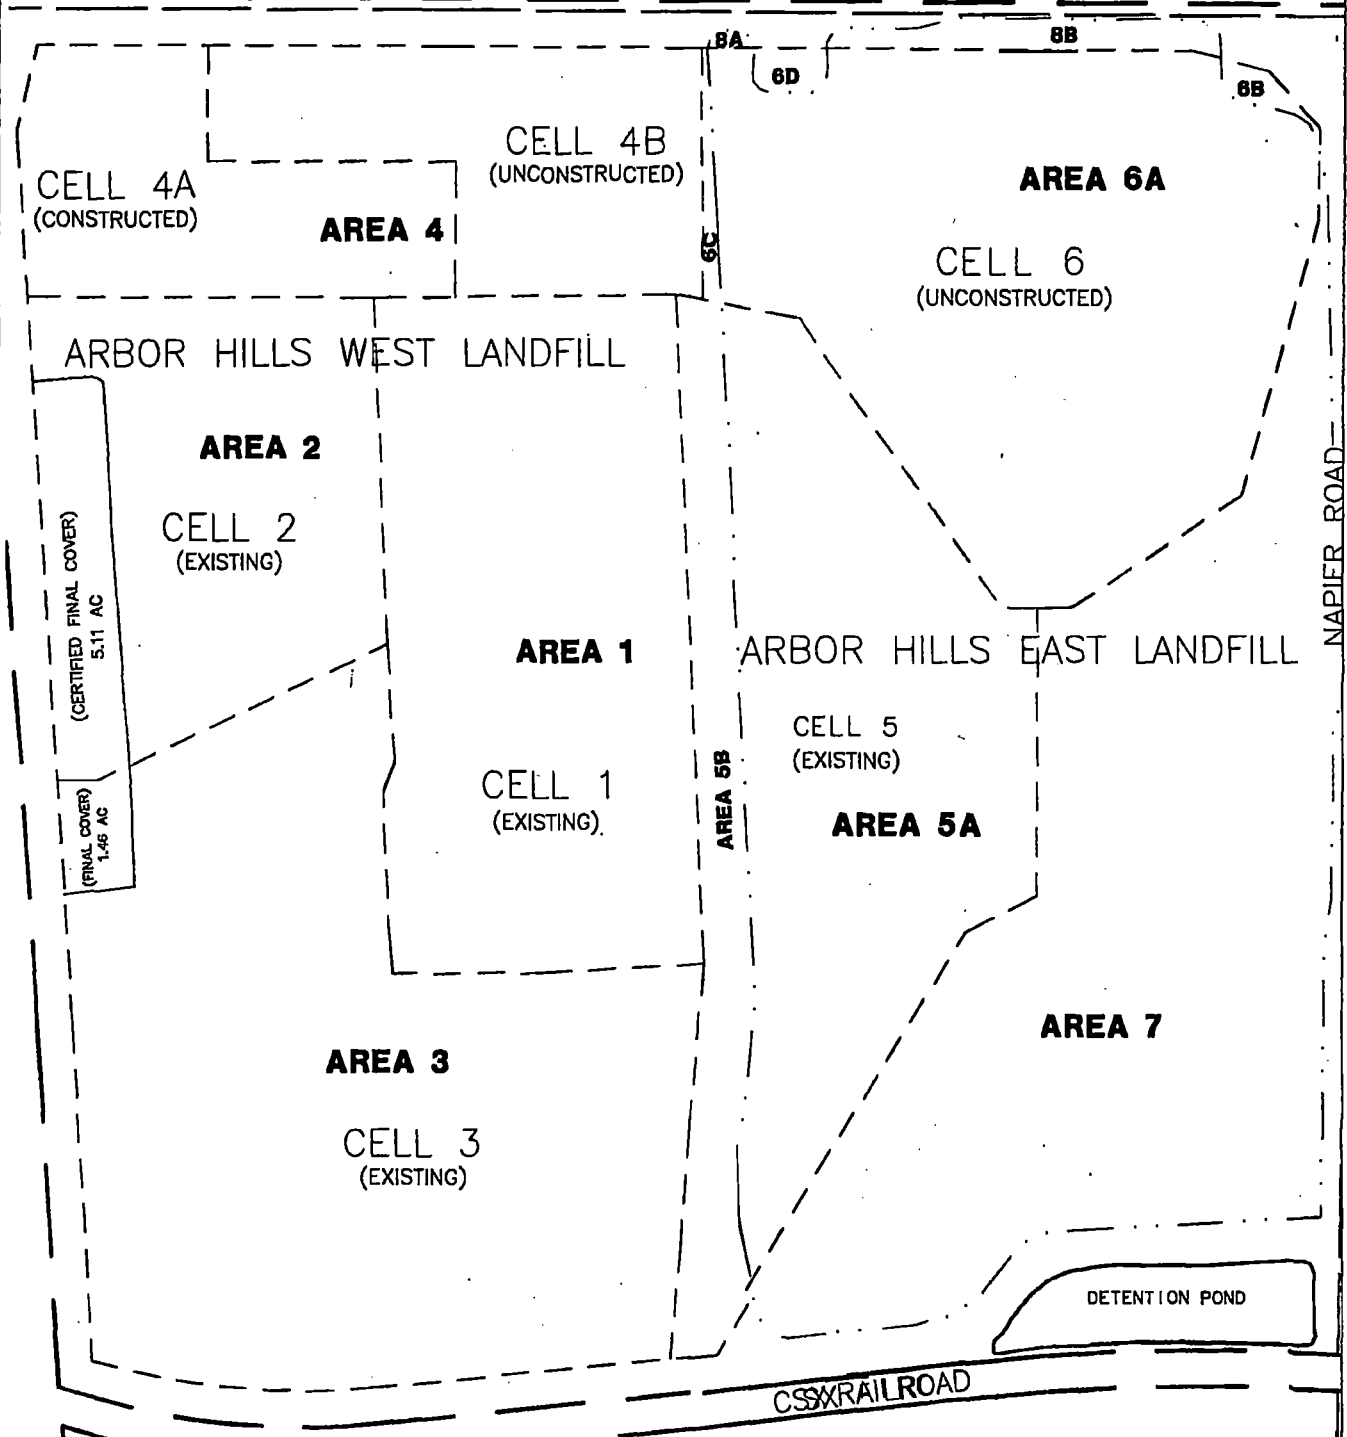 8A
8B
6D
6B
CELL 4B
(UNCONSTRUCTED)
CELL 4A
(CONSTRUCTED)
AREA 4
6C
AREA 6A
CELL 6
(UNCONSTRUCTED)
ARBOR HILLS WEST LANDFILL
AREA 2
CELL 2
(EXISTING)
(CERTIFIED FINAL COVER)
5.11 AC
NAPIER ROAD
AREA 1
ARBOR HILLS EAST LANDFILL
CELL 5
(EXISTING)
AREA 5B
CELL 1
(EXISTING)
AREA 5A
(FINAL COVER)
1.46 AC
AREA 7
AREA 3
CELL 3
(EXISTING)
DETENTION POND
CSX RAILROAD